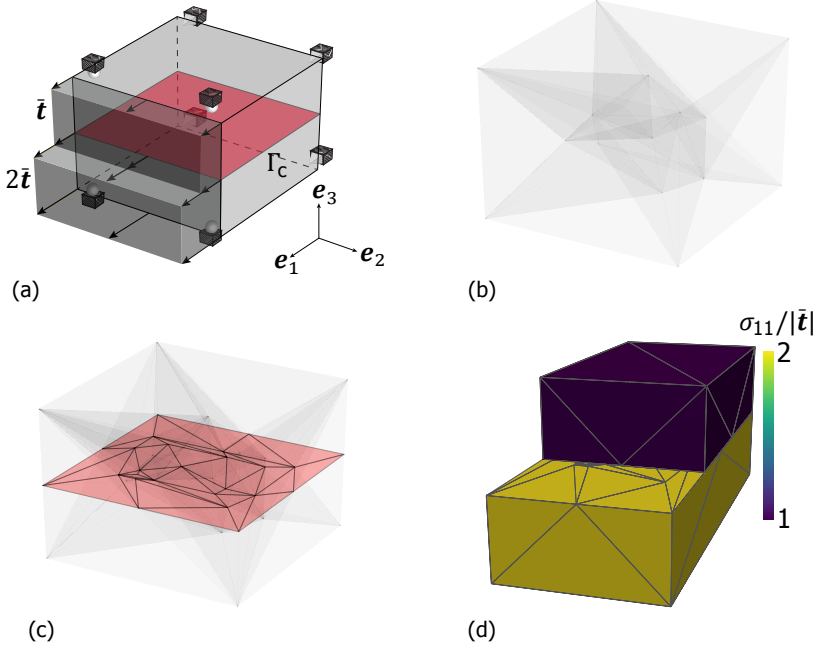 t̄
2t̄
Γc
e3
e1
e2
(a)
(b)
σ11/|t̄|
2
1
(c)
(d)